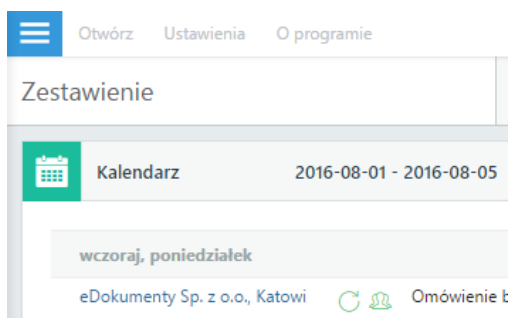 Otwórz Ustawienia O programie
Zestawienie
Kalendarz 2016-08-01 - 2016-08-05
wczoraj, poniedziałek
eDokumenty Sp. z o.o., Katowi Omówienie b